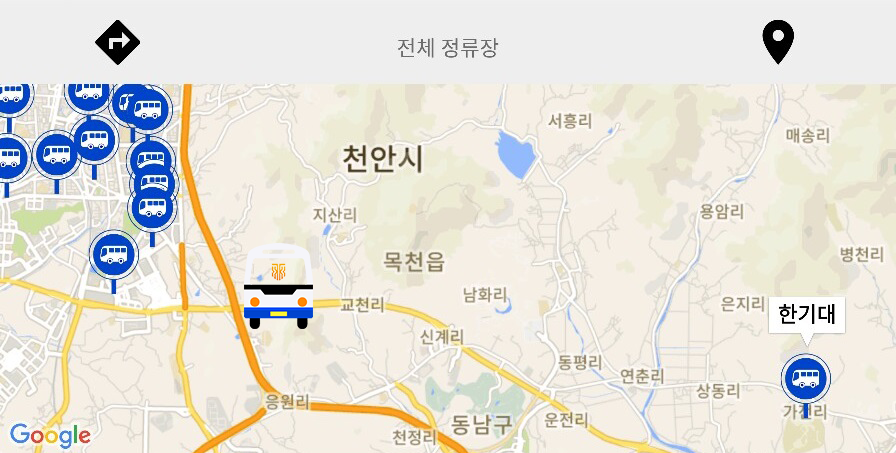 전체 정류장
서흥리
매송리
천안시
지산리
용암리
병천리
목천읍
남화리
은지리
교천리
한기대
신계리
동평리
연춘리
상동리
응원리
가전리
동남구
운전리
천정리
Google